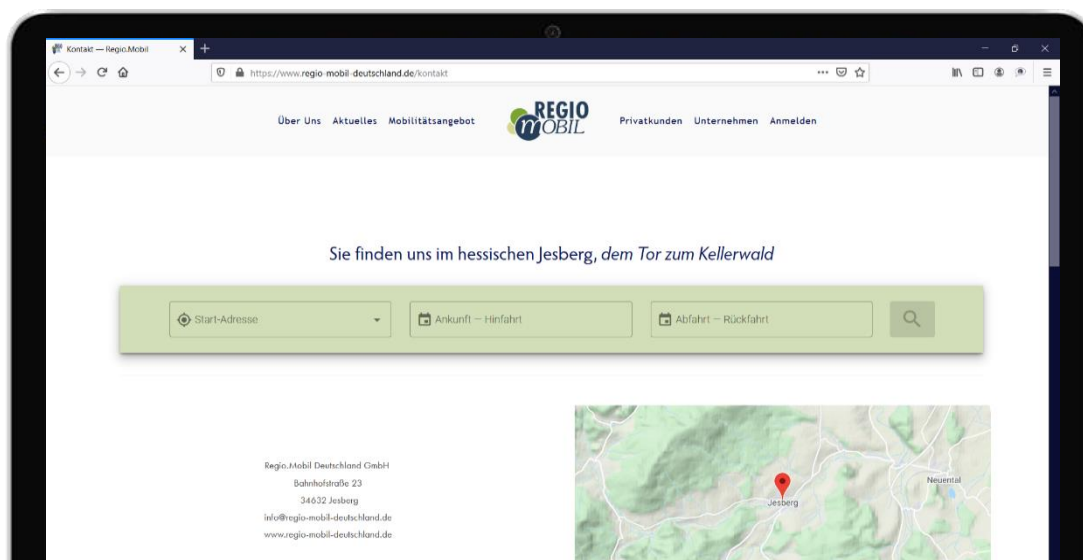 Kontakt — Regio.Mobil
https://www.regio-mobil-deutschland.de/kontakt
Über Uns Aktuelles Mobilitätsangebot
REGIO
mOBIL
Privatkunden Unternehmen Anmelden
Sie finden uns im hessischen Jesberg, dem Tor zum Kellerwald
Start-Adresse
Ankunft — Hinfahrt
Abfahrt — Rückfahrt
Regio.Mobil Deutschland GmbH
Bahnhofstraße 23
34632 Jesberg
info@regio-mobil-deutschland.de
www.regio-mobil-deutschland.de
Jesberg
Neuental